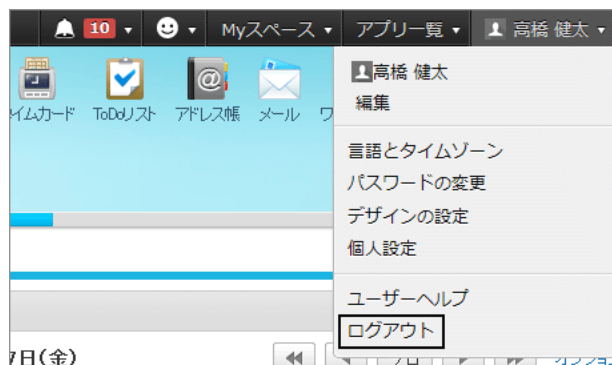 10 Myスペース アプリ一覧 高橋 健太
イムカード ToDoリスト アドレス帳 メール ワ
高橋 健太
編集
言語とタイムゾーン
パスワードの変更
デザインの設定
個人設定
ユーザーヘルプ
ログアウト
日(金)